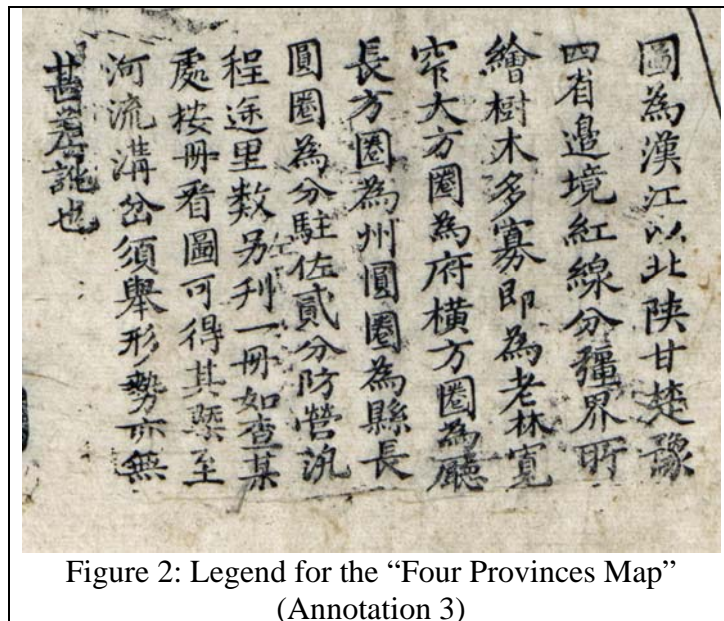 圖為漢江以北陝甘楚豫
四省邉境紅線分疆界所
繪樹木多寡即為老林寬
窄大方圈為府橫方圈為廳
長方圈為州圓圈為縣長
圓圈為分駐佐貳分防營汛
程途里數另刋一冊如查某
處按冊看圖可得其槩至
河流溝岔須舉形勢亦無
甚差訛也
Figure 2: Legend for the “Four Provinces Map”
(Annotation 3)